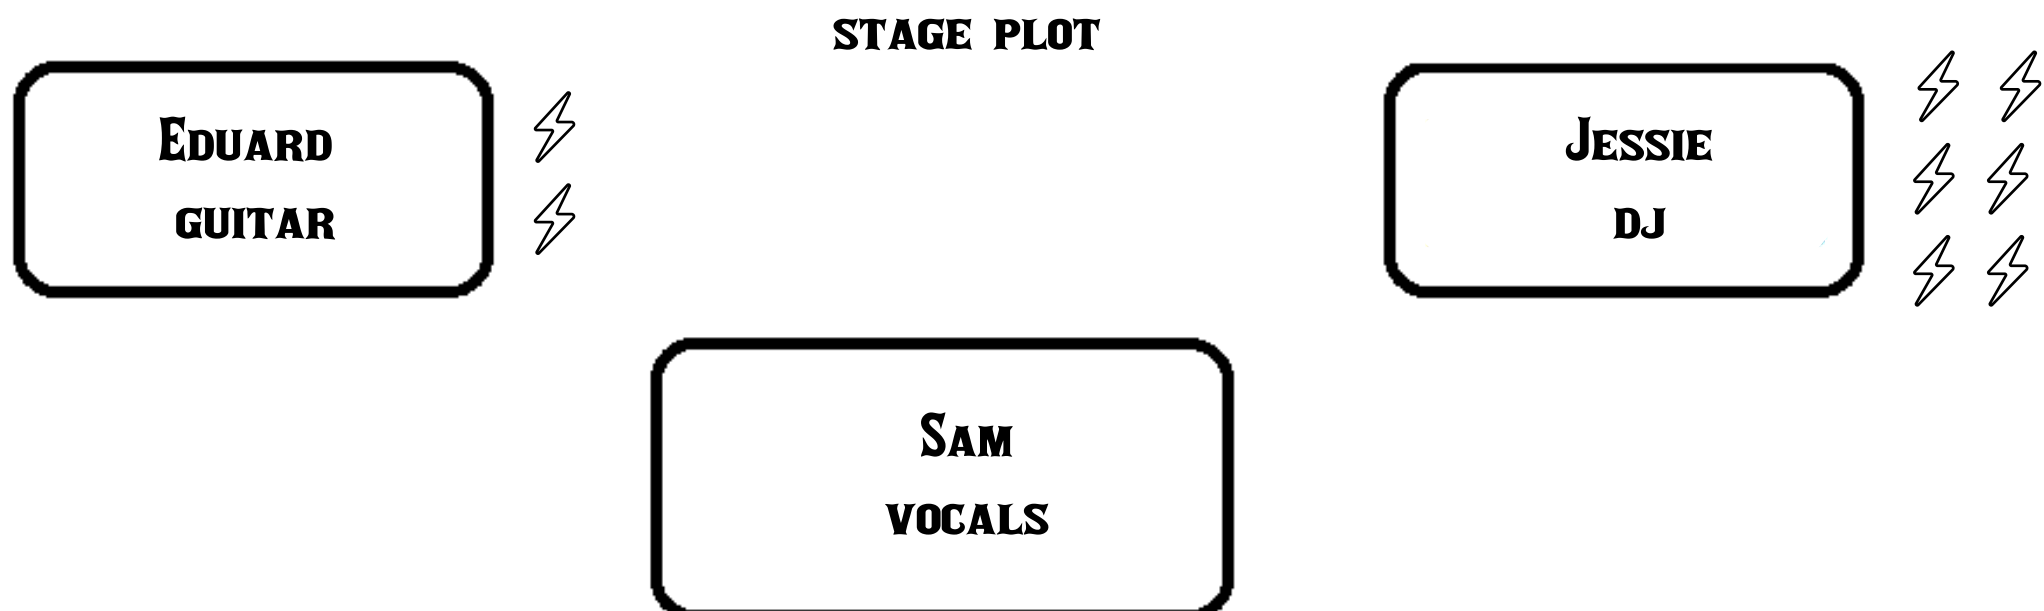 STAGE PLOT
EDUARD
GUITAR
JESSIE
DJ
SAM
VOCALS